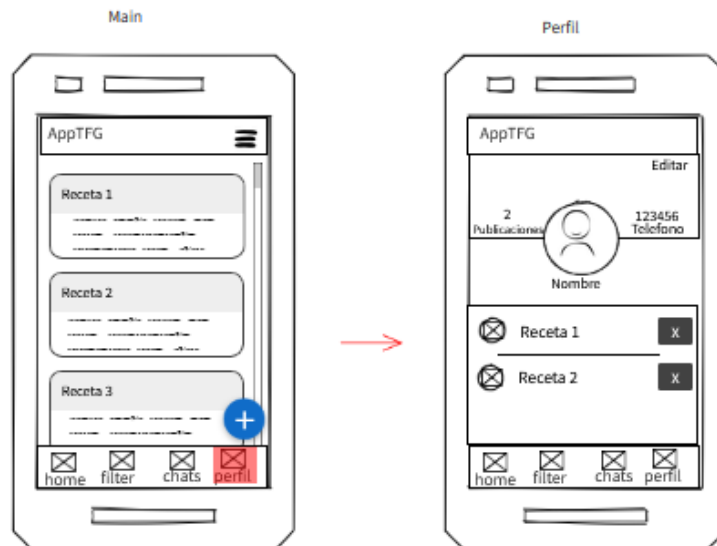 Main
AppTFG
Receta 1
Receta 2
Receta 3
+
home filter chats perfil
Perfil
AppTFG
Editar
2
Publicaciones
123456
Telefono
Nombre
Receta 1 X
Receta 2 X
home filter chats perfil